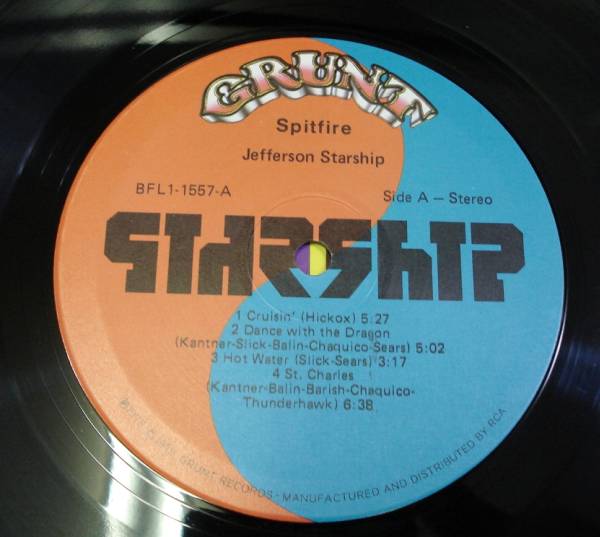 GRUNT
Spitfire
Jefferson Starship
BFL1-1557-A
Side A — Stereo
STARSHIP
1 Cruisin' (Hickox) 5:27
2 Dance with the Dragon
(Kantner-Slick-Balin-Chaquico-Sears) 5:02
3 Hot Water (Slick-Sears) 3:17
4 St. Charles
(Kantner-Balin-Barish-Chaquico-
Thunderhawk) 6:38
GRUNT RECORDS - MANUFACTURED AND DISTRIBUTED BY RCA